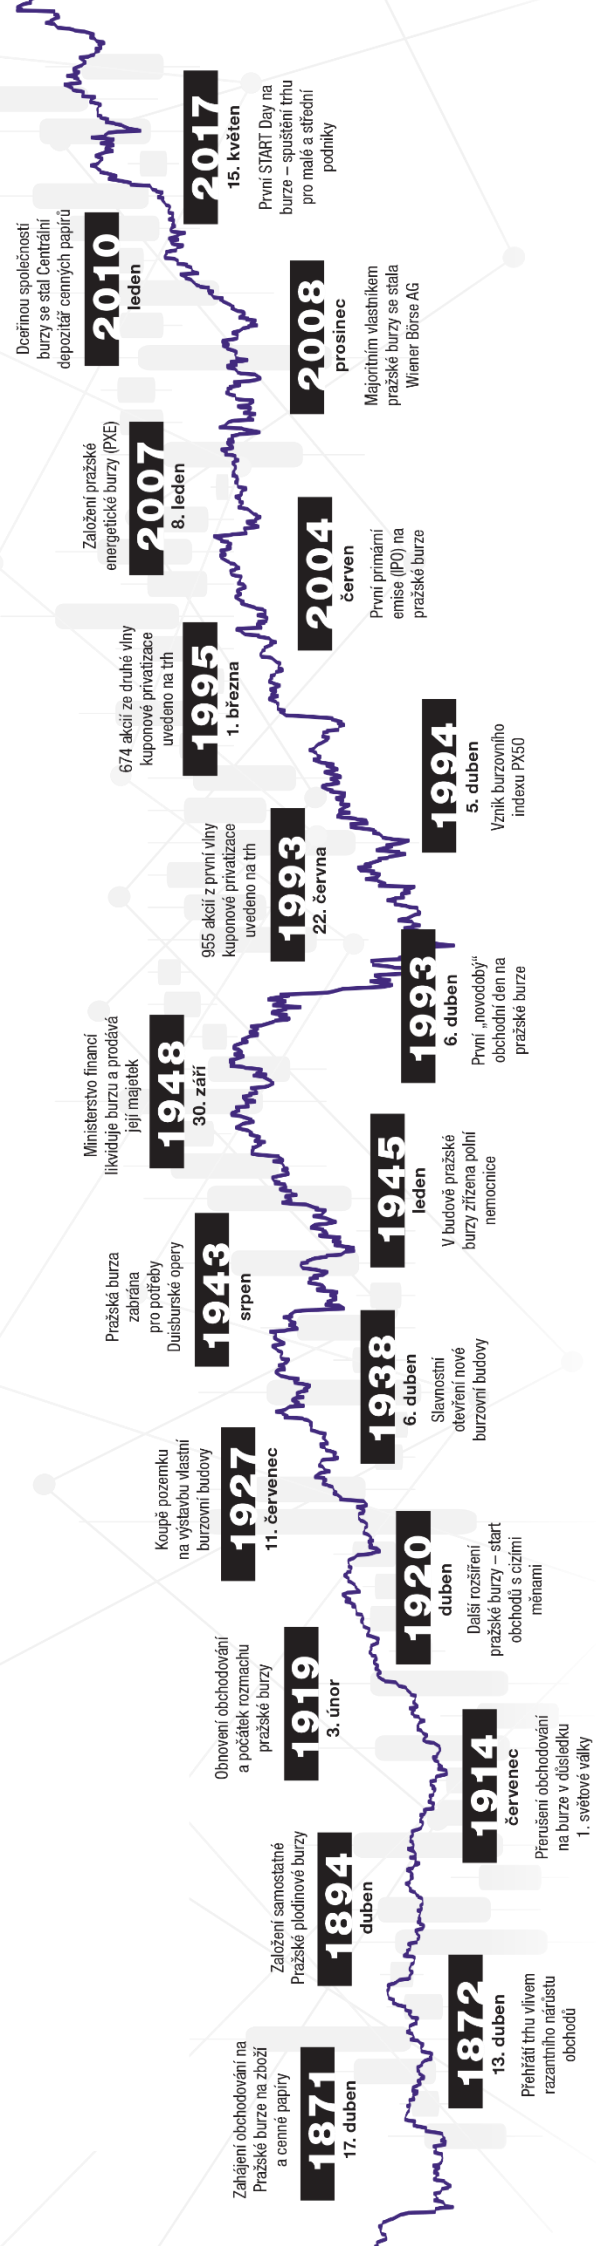 1871
17. duben
Zahájení obchodování na
Pražské burze na zboží
a cenné papíry
1872
13. duben
Přehřátí trhu vlivem
razantního nárůstu
obchodů
1894
duben
Založení samostatné
Pražské plodinové burzy
1914
červenec
Přerušení obchodování
na burze v důsledku
1. světové války
1919
3. únor
Obnovení obchodování
a počátek rozmachu
pražské burzy
1920
duben
Další rozšíření
pražské burzy – start
obchodů s cizími
měnami
1927
11. červenec
Koupě pozemku
na výstavbu vlastní
burzovní budovy
1938
6. duben
Slavnostní
otevření nové
burzovní budovy
1943
srpen
Pražská burza
zabrána
pro potřeby
Duisburské opery
1945
leden
V budově pražské
burzy zřízena polní
nemocnice
1948
30. září
Ministerstvo financí
likviduje burzu a prodává
její majetek
1993
6. duben
První „novodobý“
obchodní den na
pražské burze
1993
22. června
955 akcií z první vlny
kuponové privatizace
uvedeno na trh
1994
5. duben
Vznik burzovního
indexu PX50
1995
1. března
674 akcií ze druhé vlny
kuponové privatizace
uvedeno na trh
2004
červen
První primární
emise (IPO) na
pražské burze
2007
8. leden
Založení pražské
energetické burzy (PXE)
2008
prosinec
Majoritním vlastníkem
pražské burzy se stala
Wiener Börse AG
2010
leden
Dceřinou společností
burzy se stal Centrální
depozitář cenných papírů
2017
15. květen
První START Day na
burze – spuštění trhu
pro malé a střední
podniky